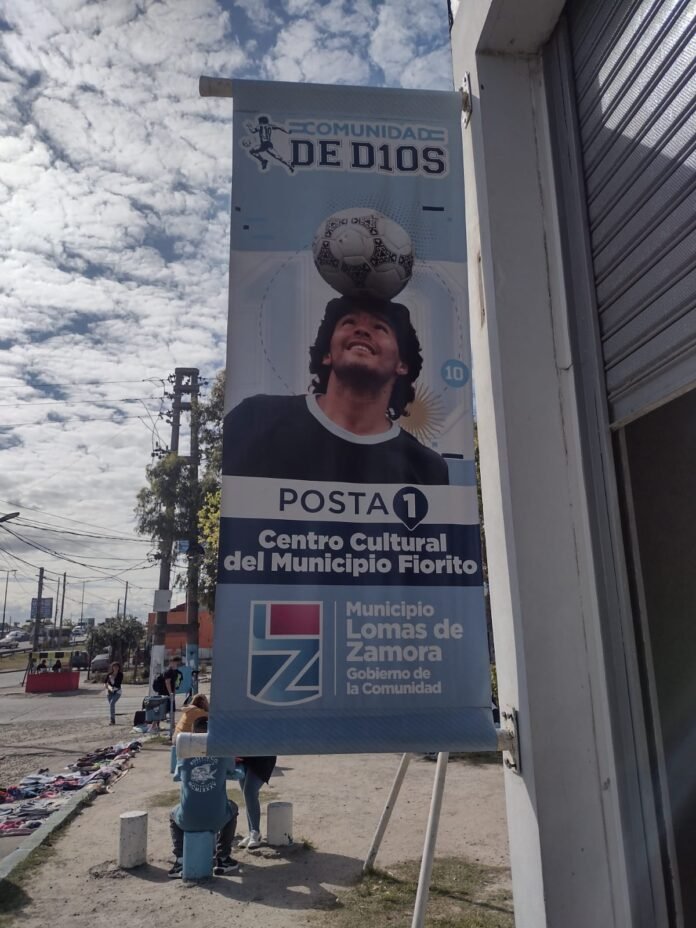 COMUNIDAD
DE D10S
10
POSTA 1
Centro Cultural
del Municipio Fiorito
LZ
Municipio
Lomas de
Zamora
Gobierno de
la Comunidad